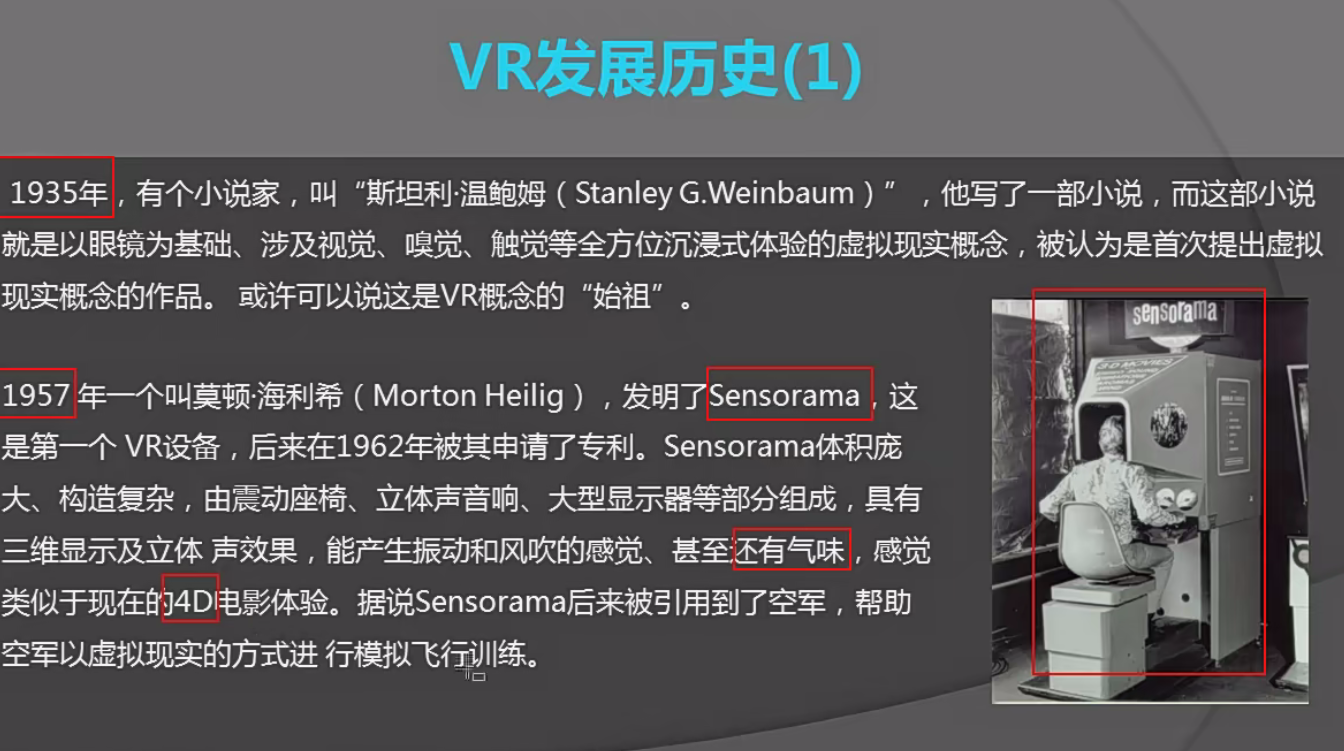 VR发展历史(1)
1935年，有个小说家，叫“斯坦利·温鲍姆（Stanley G.Weinbaum）”，他写了一部小说，而这部小说
就是以眼镜为基础、涉及视觉、嗅觉、触觉等全方位沉浸式体验的虚拟现实概念，被认为是首次提出虚拟
现实概念的作品。 或许可以说这是VR概念的“始祖”。
1957 年一个叫莫顿·海利希（Morton Heilig），发明了Sensorama，这
是第一个 VR设备，后来在1962年被其申请了专利。Sensorama体积庞
大、构造复杂，由震动座椅、立体声音响、大型显示器等部分组成，具有
三维显示及立体 声效果，能产生振动和风吹的感觉、甚至还有气味，感觉
类似于现在的4D电影体验。据说Sensorama后来被引用到了空军，帮助
空军以虚拟现实的方式进 行模拟飞行训练。
sensorama
3-D MOVIES